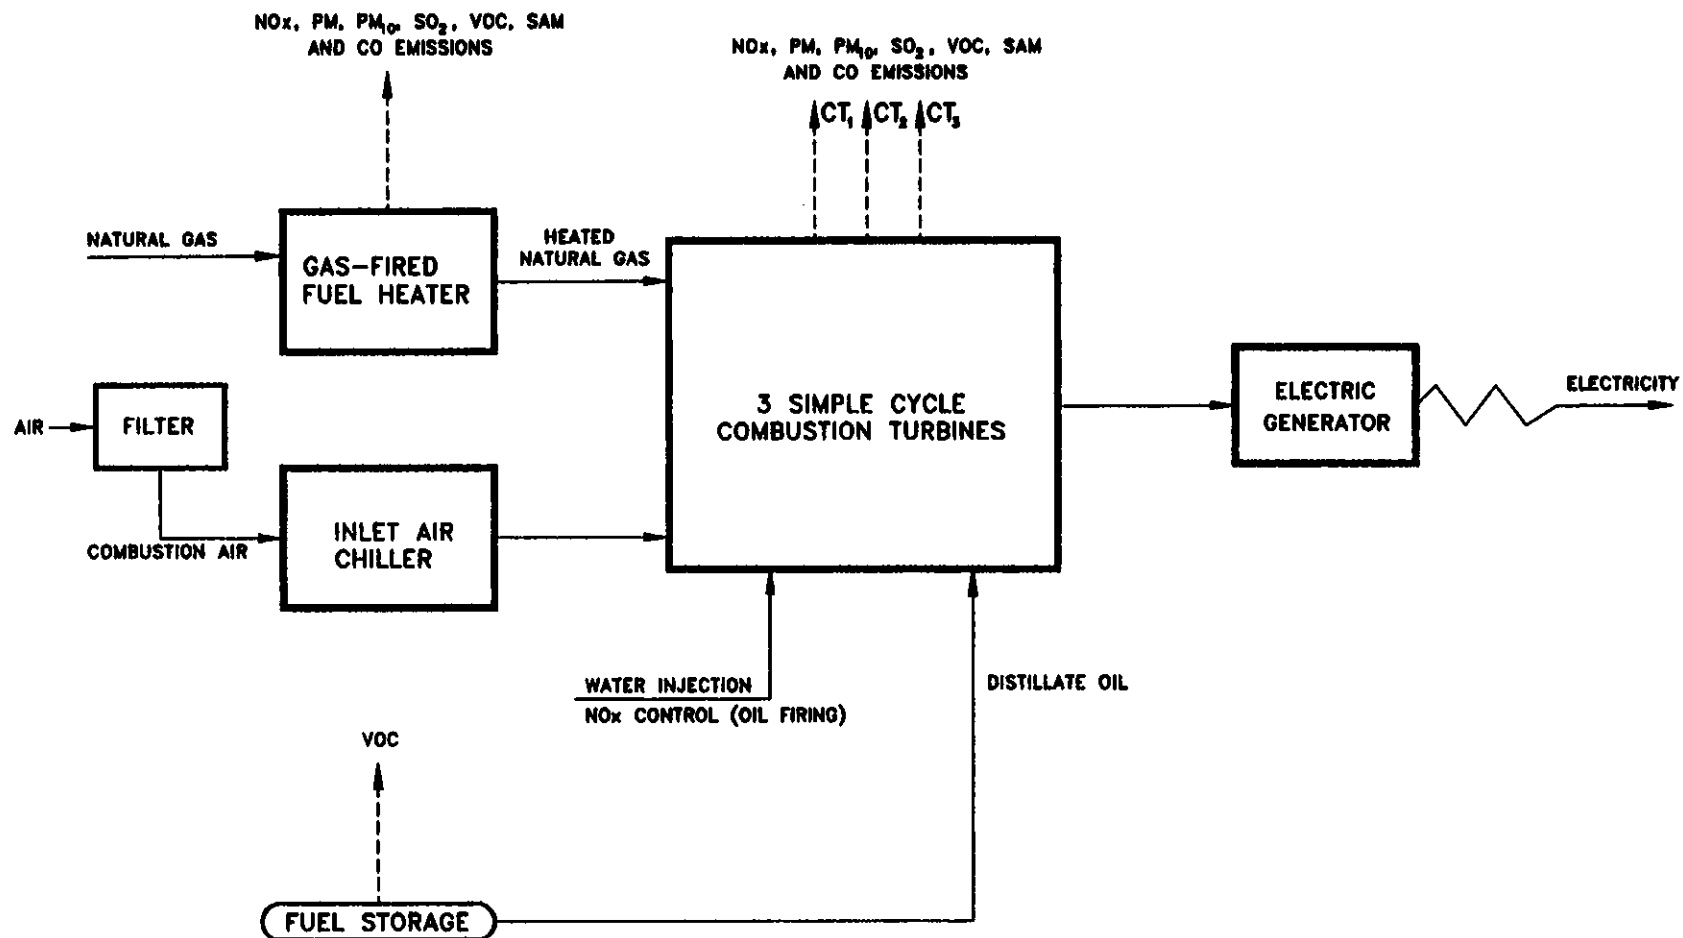 NOx, PM, PM₁₀, SO₂, VOC, SAM
AND CO EMISSIONS
NOx, PM, PM₁₀, SO₂, VOC, SAM
AND CO EMISSIONS
CT₁ CT₂ CT₃
NATURAL GAS
GAS-FIRED
FUEL HEATER
HEATED
NATURAL GAS
AIR
FILTER
3 SIMPLE CYCLE
COMBUSTION TURBINES
ELECTRIC
GENERATOR
ELECTRICITY
COMBUSTION AIR
INLET AIR
CHILLER
WATER INJECTION
NOx CONTROL (OIL FIRING)
DISTILLATE OIL
VOC
FUEL STORAGE